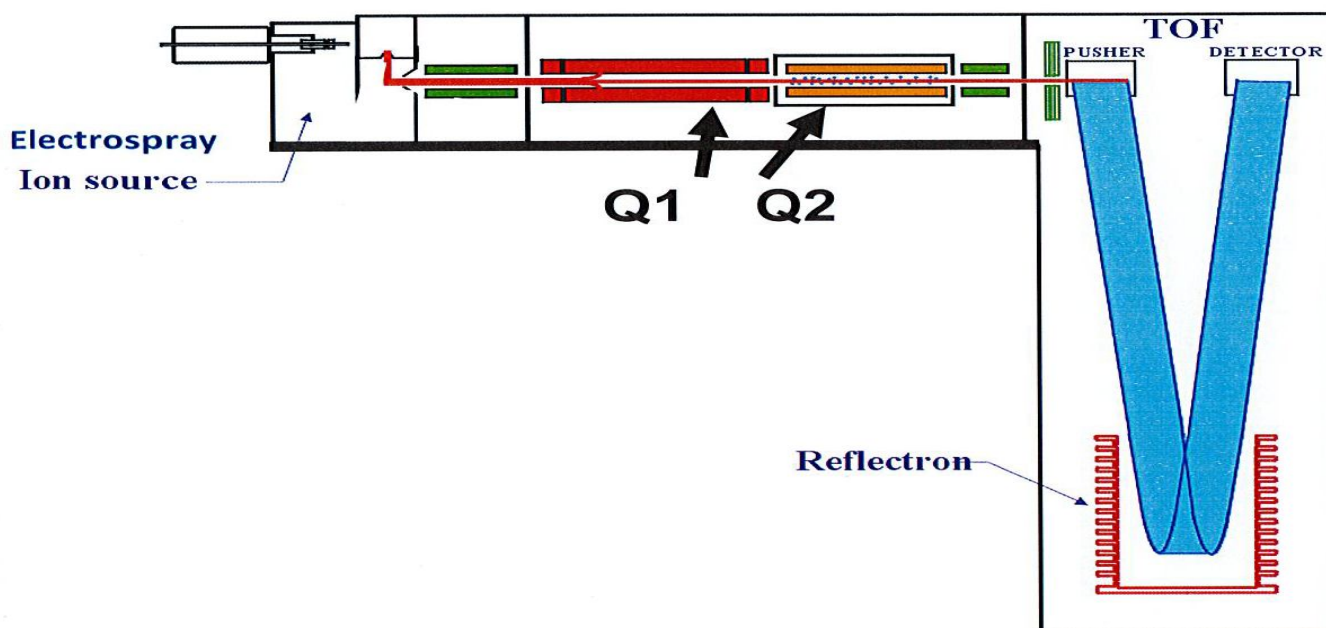 TOF
PUSHER DETECTOR
Electrospray
Ion source
Q1 Q2
Reflectron